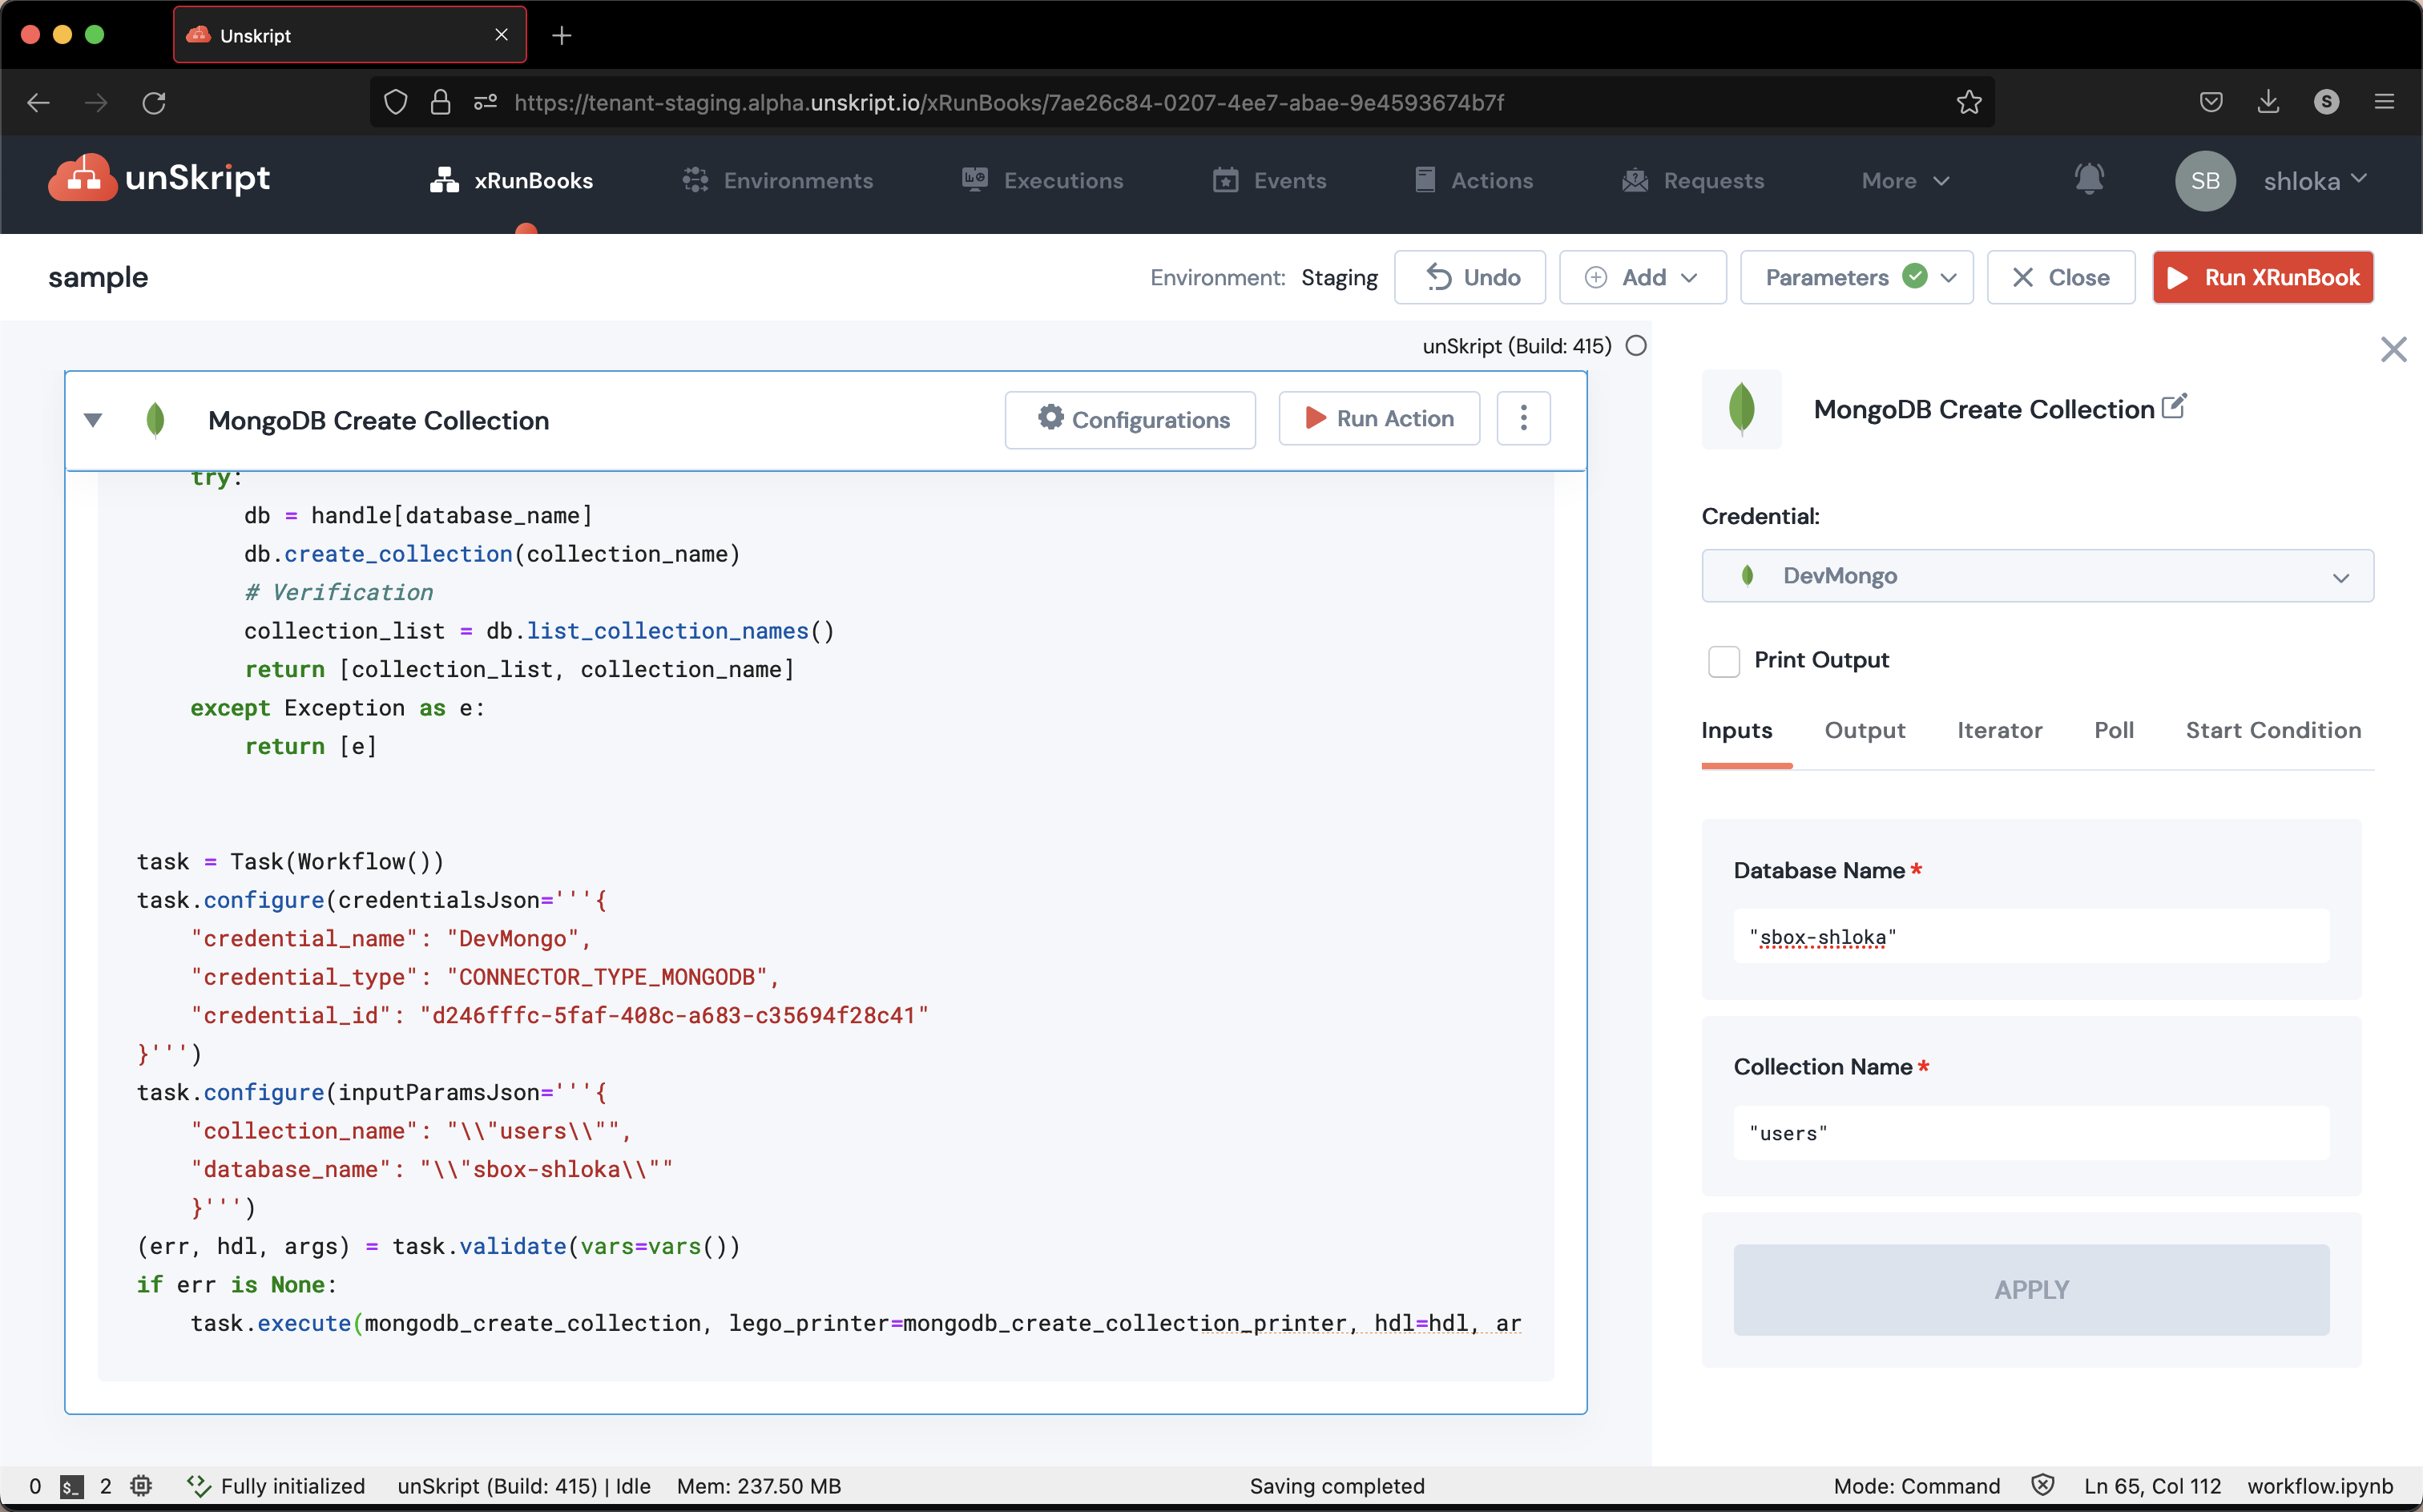 Unskript
https://tenant-staging.alpha.unskript.io/xRunBooks/7ae26c84-0207-4ee7-abae-9e4593674b7f
S
unSkript
xRunBooks
Environments
Executions
Events
Actions
Requests
More
SB
shloka
sample
Environment: Staging
Undo
Add
Parameters
Close
Run XRunBook
unSkript (Build: 415)
MongoDB Create Collection
Configurations
Run Action
try:
db = handle[database_name]
db.create_collection(collection_name)
# Verification
collection_list = db.list_collection_names()
return [collection_list, collection_name]
except Exception as e:
return [e]
task = Task(Workflow())
task.configure(credentialsJson='''{
"credential_name": "DevMongo",
"credential_type": "CONNECTOR_TYPE_MONGODB",
"credential_id": "d246fffc-5faf-408c-a683-c35694f28c41"
}''')
task.configure(inputParamsJson='''{
"collection_name": "\\"users\\"",
"database_name": "\\"sbox-shloka\\""
}''')
(err, hdl, args) = task.validate(vars=vars())
if err is None:
task.execute(mongodb_create_collection, lego_printer=mongodb_create_collection_printer, hdl=hdl, ar
MongoDB Create Collection
Credential:
DevMongo
Print Output
Inputs
Output
Iterator
Poll
Start Condition
Database Name *
"sbox-shloka"
Collection Name *
"users"
APPLY
0
$_
2
Fully initialized
unSkript (Build: 415) | Idle
Mem: 237.50 MB
Saving completed
Mode: Command
Ln 65, Col 112
workflow.ipynb